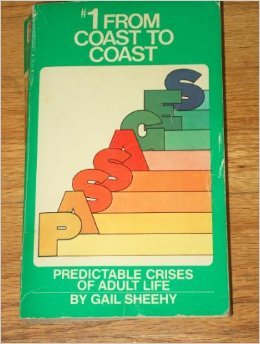 #1 FROM
COAST TO
COAST
PASSAGES
PREDICTABLE CRISES
OF ADULT LIFE
BY GAIL SHEEHY